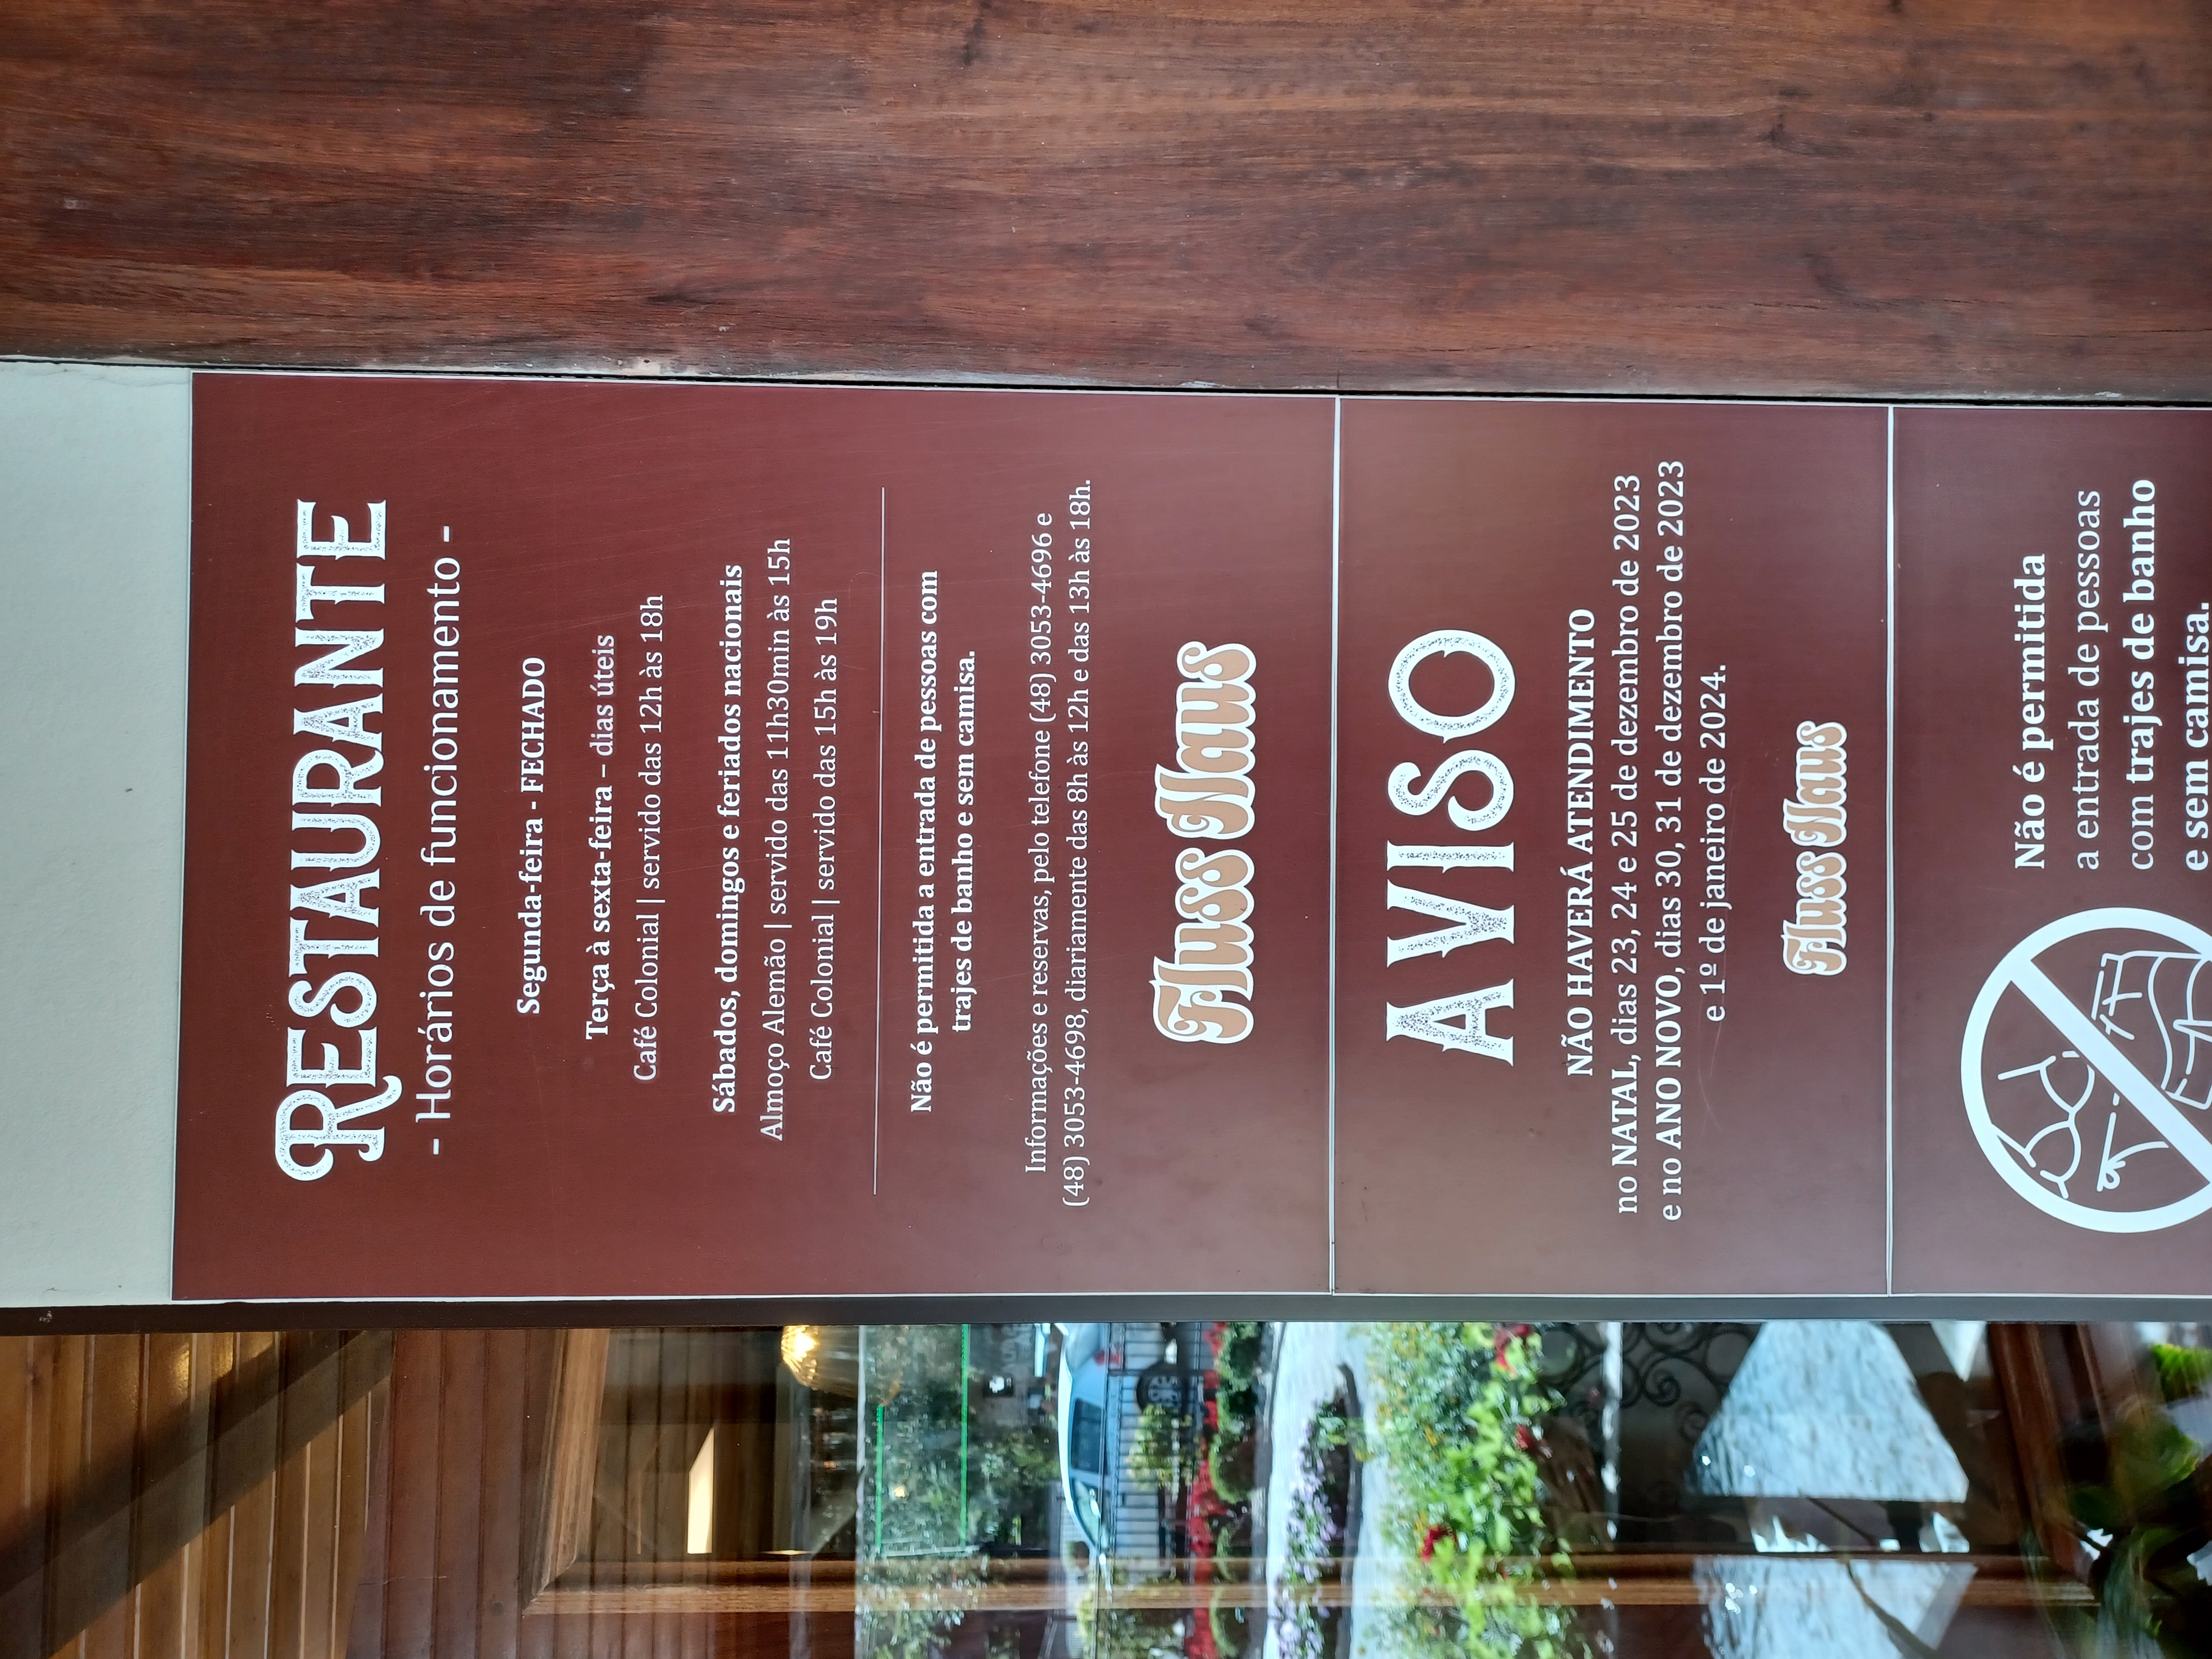 RESTAURANTE
- Horários de funcionamento -
Segunda-feira - FECHADO
Terça à sexta-feira – dias úteis
Café Colonial | servido das 12h às 18h
Sábados, domingos e feriados nacionais
Almoço Alemão | servido das 11h30min às 15h
Café Colonial | servido das 15h às 19h
Não é permitida a entrada de pessoas com
trajes de banho e sem camisa.
Informações e reservas, pelo telefone (48) 3053-4696 e
(48) 3053-4698, diariamente das 8h às 12h e das 13h às 18h.
Fluss Haus
AVISO
NÃO HAVERÁ ATENDIMENTO
no NATAL, dias 23, 24 e 25 de dezembro de 2023
e no ANO NOVO, dias 30, 31 de dezembro de 2023
e 1º de janeiro de 2024.
Fluss Haus
Não é permitida
a entrada de pessoas
com trajes de banho
e sem camisa.